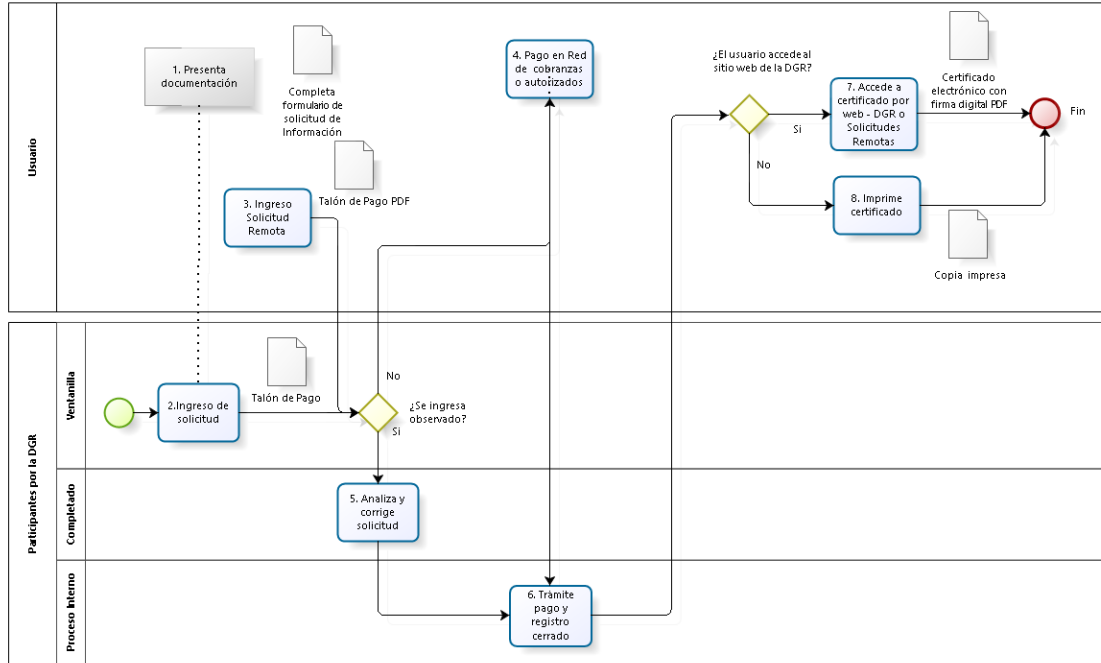 Usuario
1. Presenta
documentación
Completa
formulario de
solicitud de
Información
3. Ingreso
Solicitud
Remota
Talón de Pago PDF
4. Pago en Red
de cobranzas
o autorizados
¿El usuario accede al
sitio web de la DGR?
Si
No
7. Accede a
certificado por
web - DGR o
Solicitudes
Remotas
Certificado
electrónico con
firma digital PDF
Fin
8. Imprime
certificado
Copia impresa
Participantes por la DGR
Ventanilla
2.Ingreso de
solicitud
Talón de Pago
No
¿Se ingresa
observado?
Si
Completado
5. Analiza y
corrige
solicitud
Proceso Interno
6. Trámite
pago y
registro
cerrado